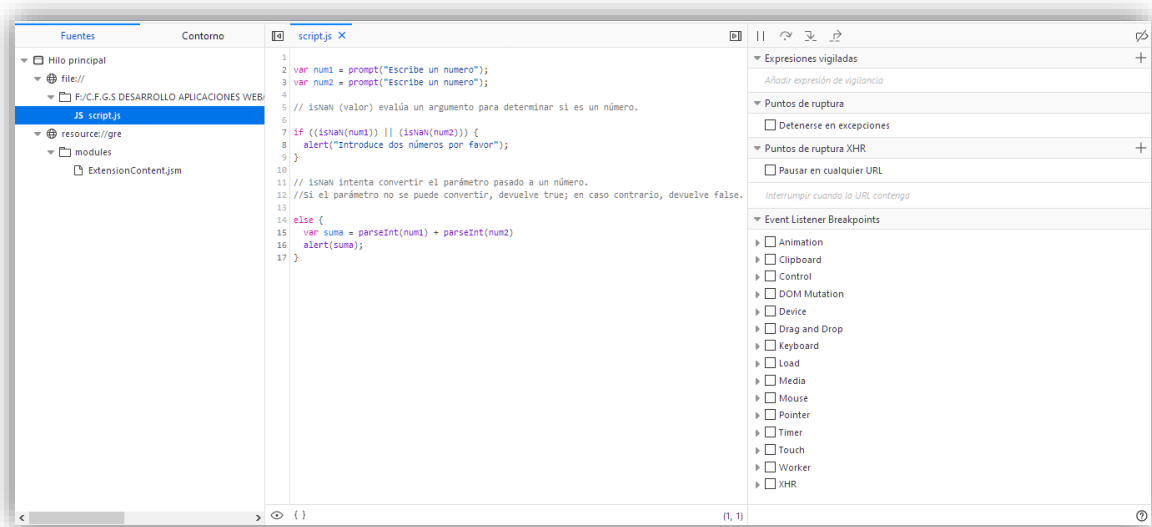 Fuentes Contorno
Hilo principal
file://
F:/C.F.G.S DESARROLLO APLICACIONES WEB/
JS script.js
resource://gre
modules
ExtensionContent.jsm
script.js
1
2 var num1 = prompt("Escribe un numero");
3 var num2 = prompt("Escribe un numero");
4
5 // isNaN (valor) evalúa un argumento para determinar si es un número.
6
7 if ((isNaN(num1)) || (isNaN(num2))) {
8 alert("Introduce dos números por favor");
9 }
10
11 // isNaN intenta convertir el parámetro pasado a un número.
12 //Si el parámetro no se puede convertir, devuelve true; en caso contrario, devuelve false.
13
14 else {
15 var suma = parseInt(num1) + parseInt(num2)
16 alert(suma);
17 }
{ } (1, 1)
Expresiones vigiladas
Añadir expresión de vigilancia
Puntos de ruptura
Detenerse en excepciones
Puntos de ruptura XHR
Pausar en cualquier URL
Interrumpir cuando la URL contenga
Event Listener Breakpoints
Animation
Clipboard
Control
DOM Mutation
Device
Drag and Drop
Keyboard
Load
Media
Mouse
Pointer
Timer
Touch
Worker
XHR